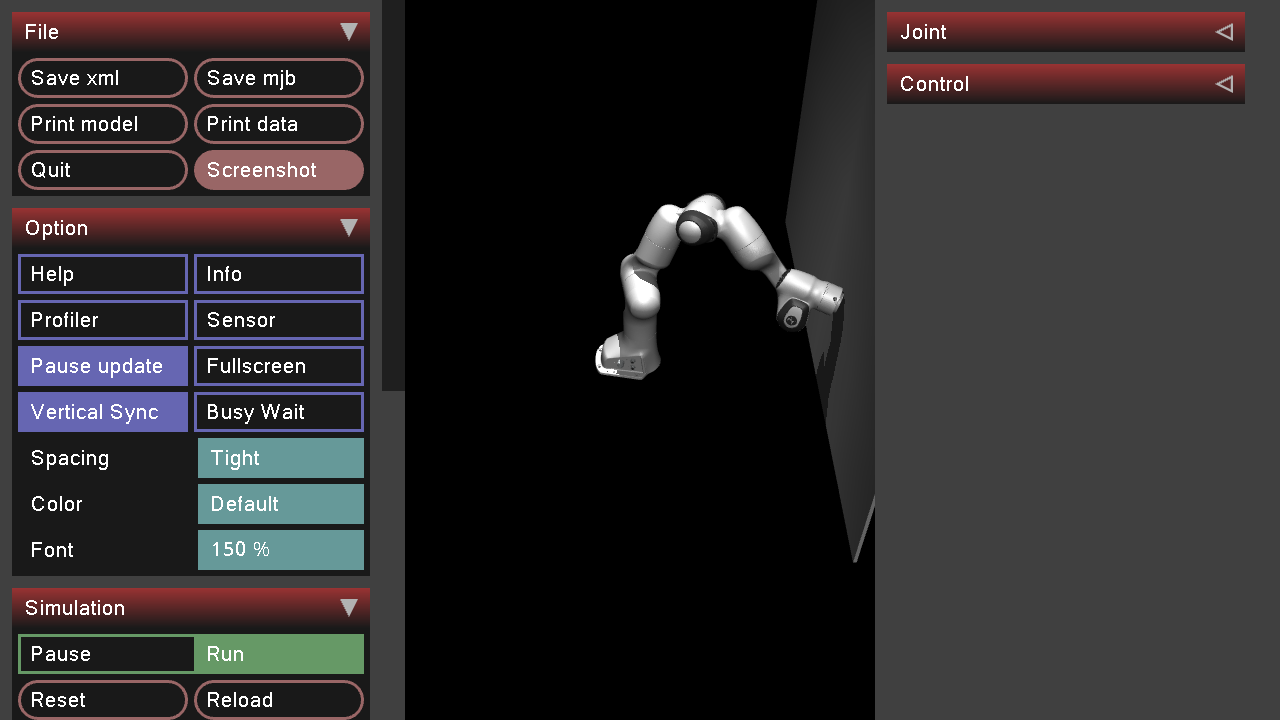 File
Save xml Save mjb
Print model Print data
Quit Screenshot
Option
Help Info
Profiler Sensor
Pause update Fullscreen
Vertical Sync Busy Wait
Spacing Tight
Color Default
Font 150 %
Simulation
Pause Run
Reset Reload
Joint
Control